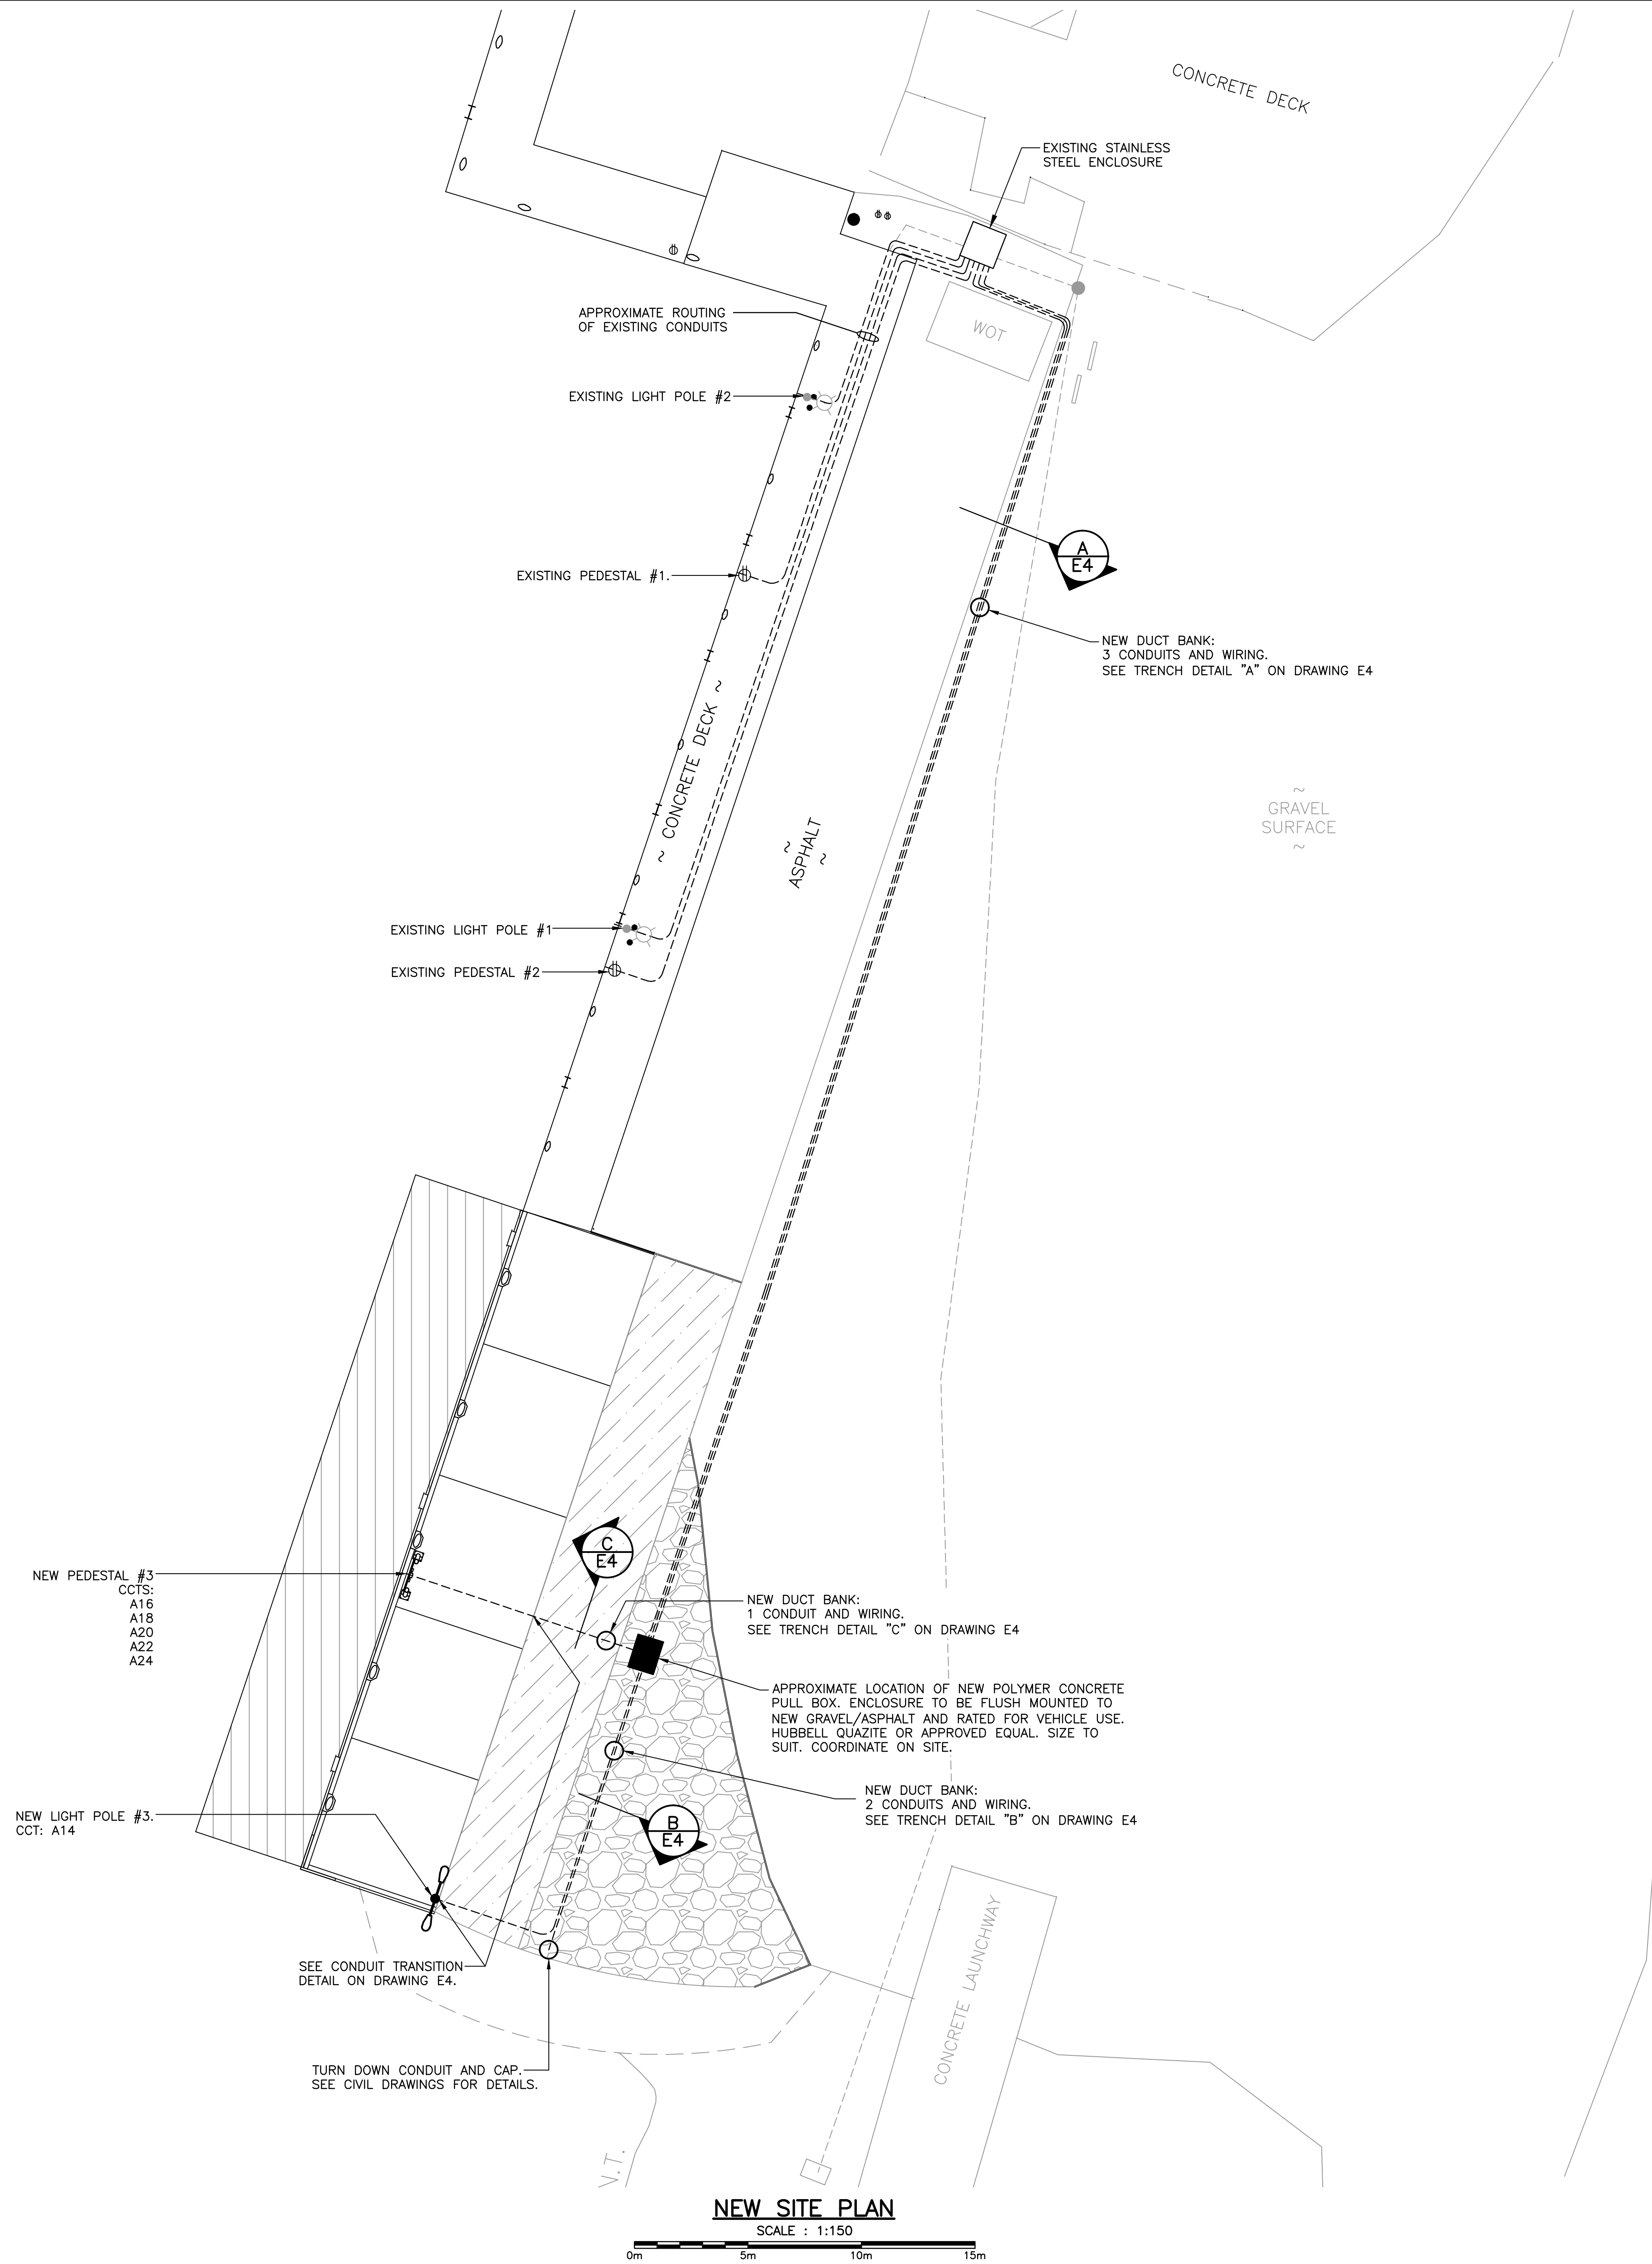 CONCRETE DECK
EXISTING STAINLESS
STEEL ENCLOSURE
APPROXIMATE ROUTING
OF EXISTING CONDUITS
WOT
EXISTING LIGHT POLE #2
A
E4
EXISTING PEDESTAL #1.
NEW DUCT BANK:
3 CONDUITS AND WIRING.
SEE TRENCH DETAIL "A" ON DRAWING E4
~ CONCRETE DECK ~
~
ASPHALT
~
~
GRAVEL
SURFACE
~
EXISTING LIGHT POLE #1
EXISTING PEDESTAL #2
C
E4
NEW PEDESTAL #3
CCTS:
A16
A18
A20
A22
A24
NEW DUCT BANK:
1 CONDUIT AND WIRING.
SEE TRENCH DETAIL "C" ON DRAWING E4
APPROXIMATE LOCATION OF NEW POLYMER CONCRETE
PULL BOX. ENCLOSURE TO BE FLUSH MOUNTED TO
NEW GRAVEL/ASPHALT AND RATED FOR VEHICLE USE.
HUBBELL QUAZITE OR APPROVED EQUAL. SIZE TO
SUIT. COORDINATE ON SITE.
NEW DUCT BANK:
2 CONDUITS AND WIRING.
SEE TRENCH DETAIL "B" ON DRAWING E4
NEW LIGHT POLE #3.
CCT: A14
B
E4
SEE CONDUIT TRANSITION
DETAIL ON DRAWING E4.
CONCRETE LAUNCHWAY
TURN DOWN CONDUIT AND CAP.
SEE CIVIL DRAWINGS FOR DETAILS.
NEW SITE PLAN
SCALE : 1:150
0m 5m 10m 15m